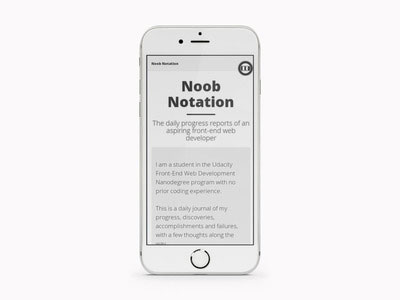 Noob Notation
Noob
Notation
The daily progress reports of an
aspiring front-end web
developer
I am a student in the Udacity
Front-End Web Development
Nanodegree program with no
prior coding experience.
This is a daily journal of my
progress, discoveries,
accomplishments and failures,
with a few thoughts along the